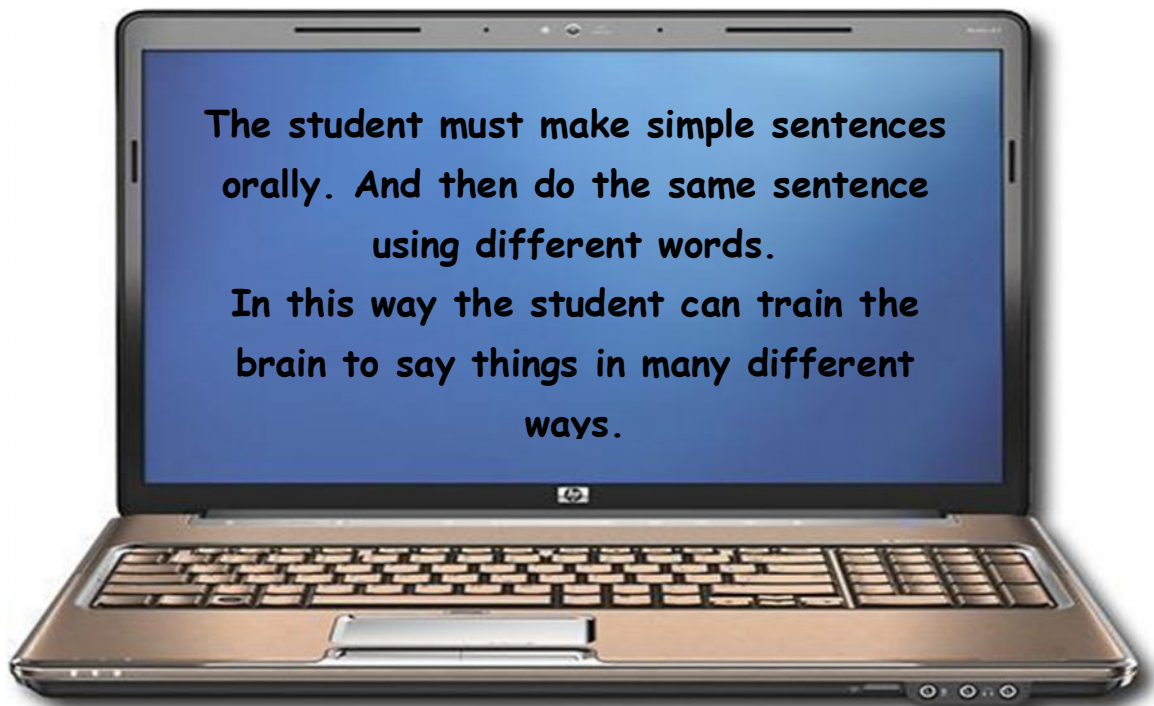 The student must make simple sentences
orally. And then do the same sentence
using different words.
In this way the student can train the
brain to say things in many different
ways.
hp